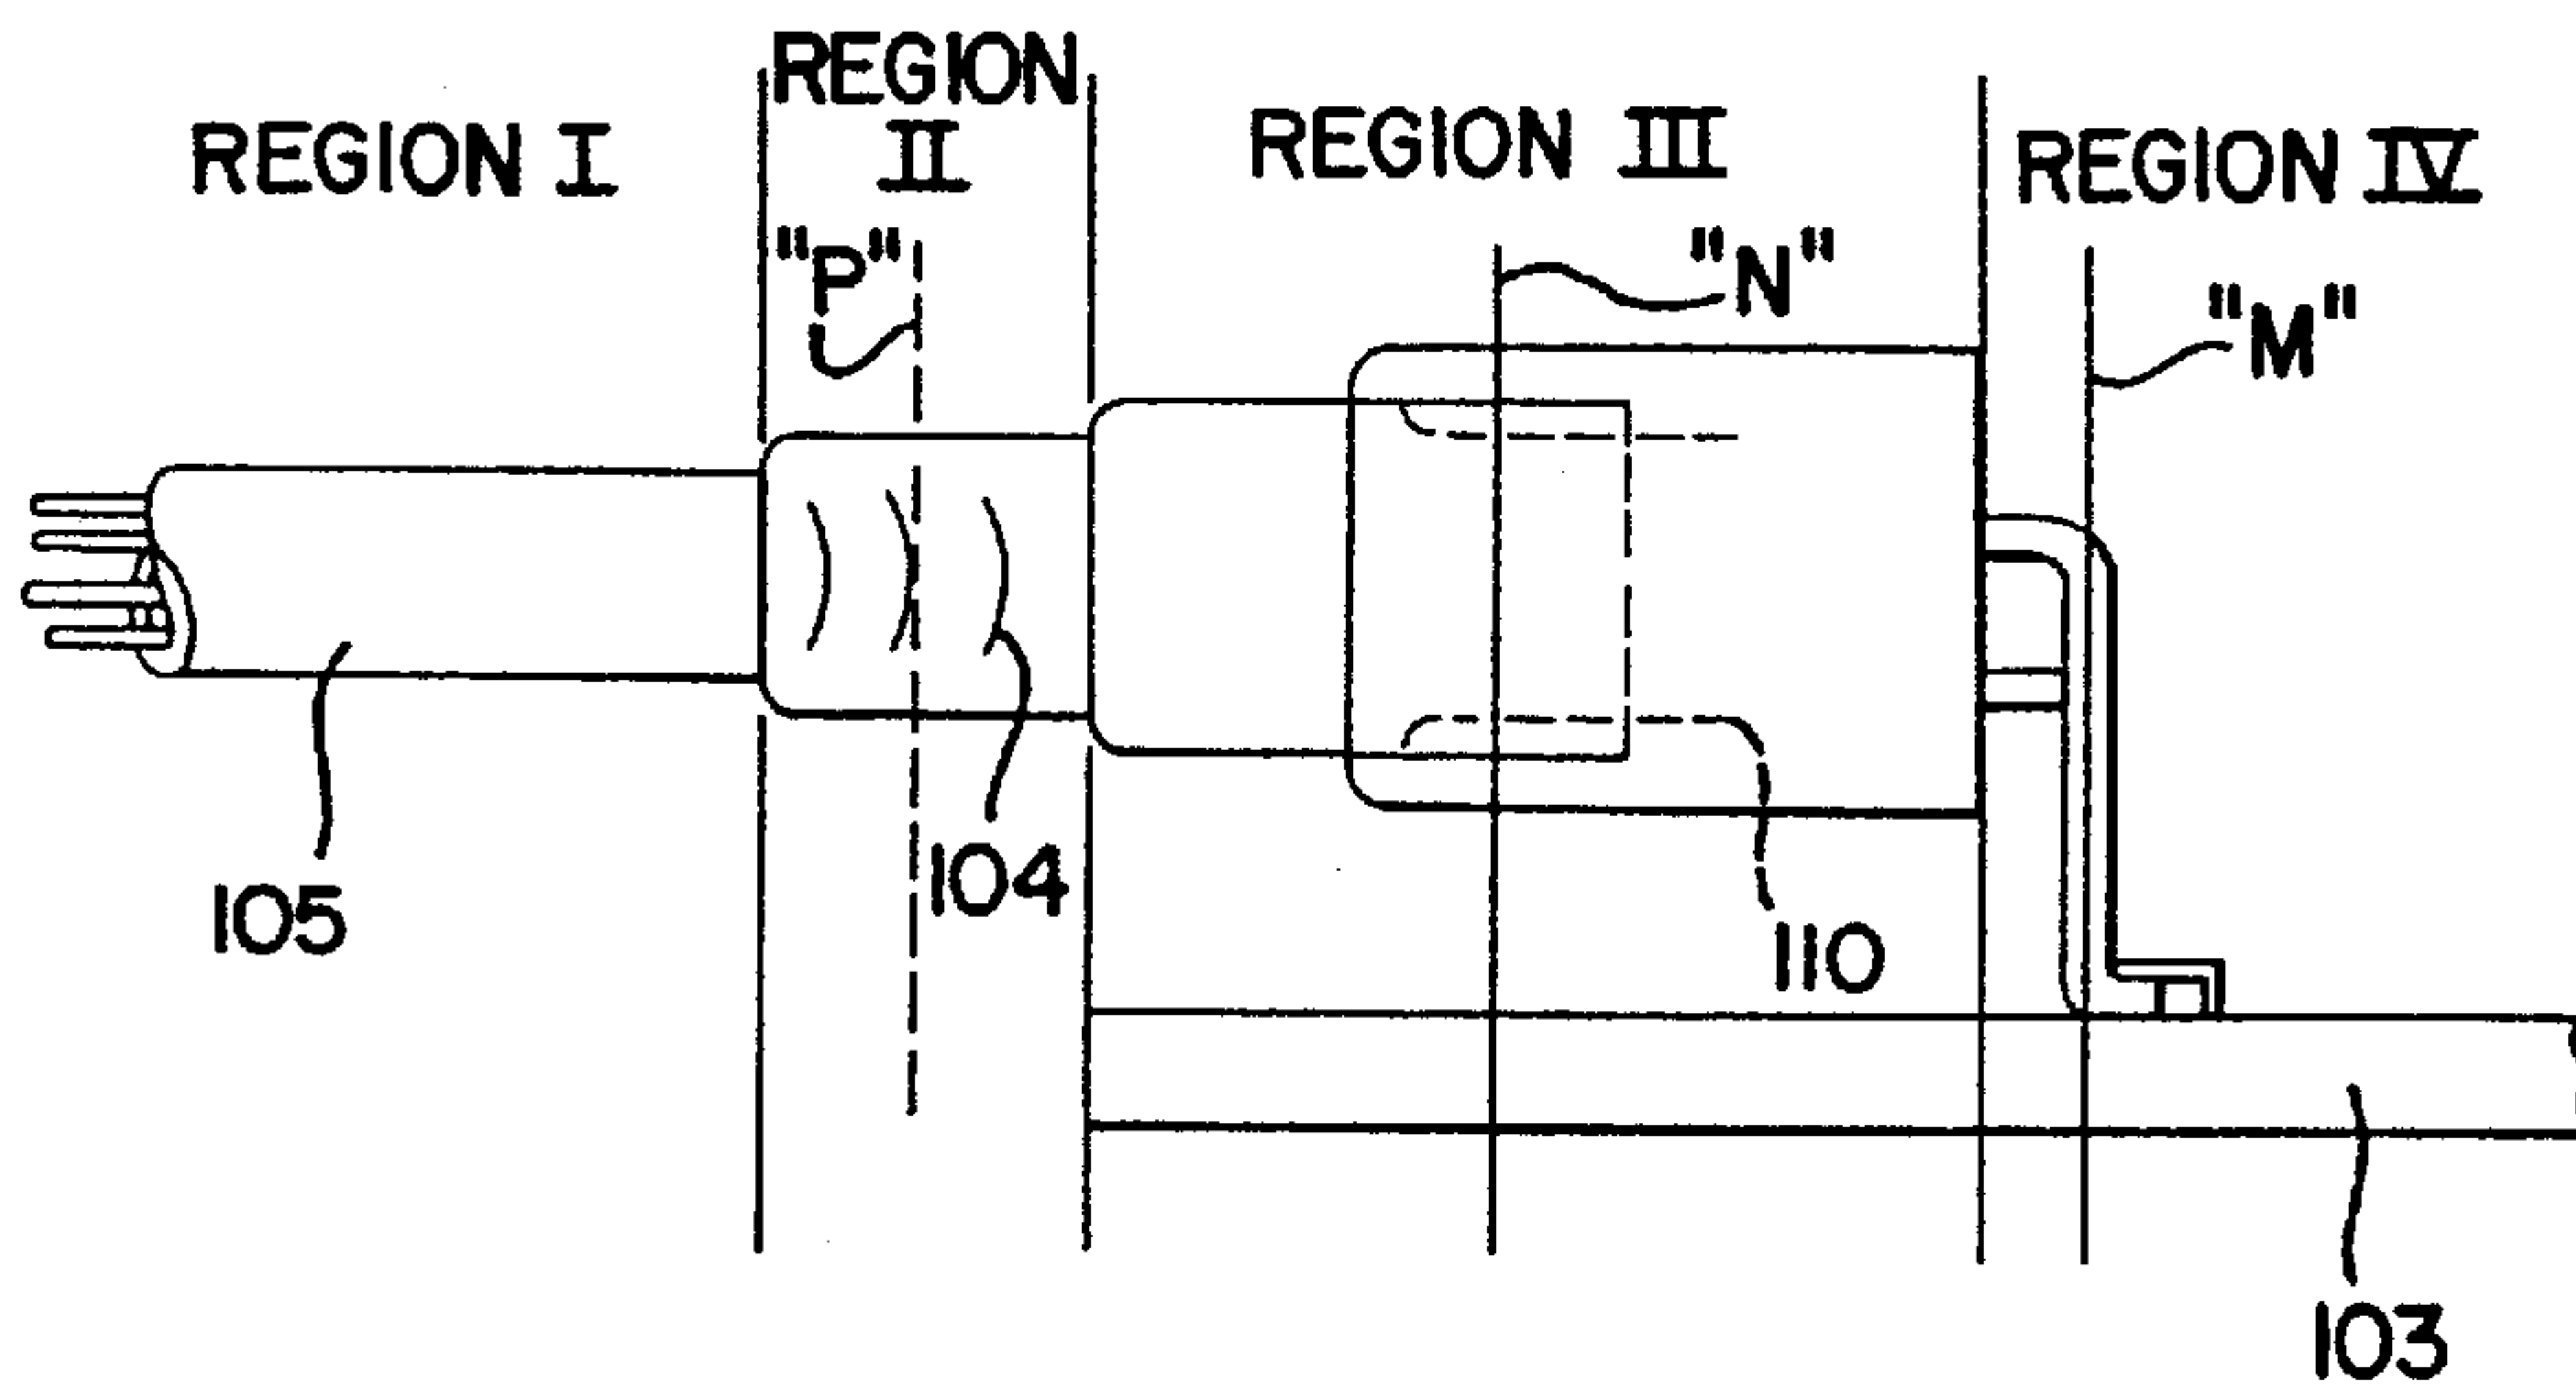 REGION I
REGION
II
REGION III
REGION IV
"P"
"N"
"M"
105
104
110
103